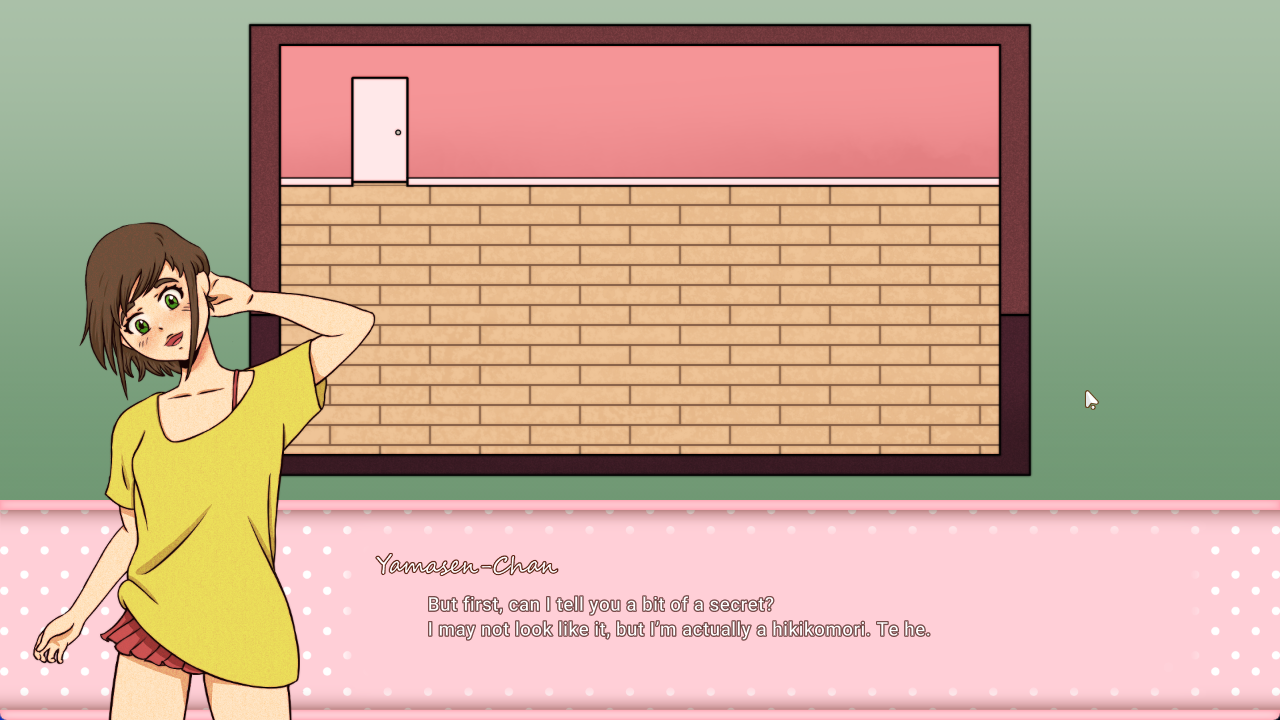 Yamasen-Chan
But first, can I tell you a bit of a secret?
I may not look like it, but I'm actually a hikikomori. Te he.